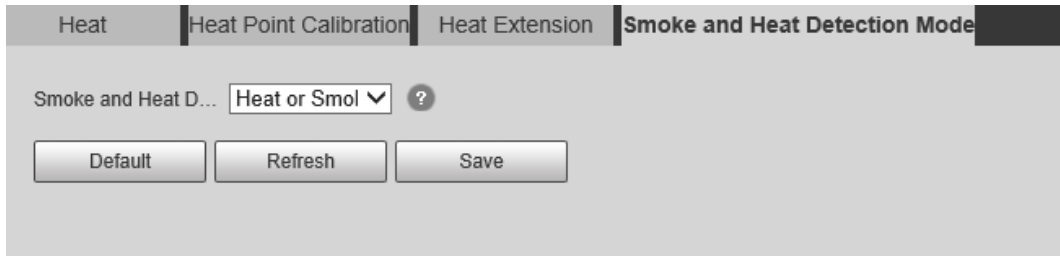 Heat Heat Point Calibration Heat Extension Smoke and Heat Detection Mode
Smoke and Heat D... Heat or Smol ?
Default Refresh Save